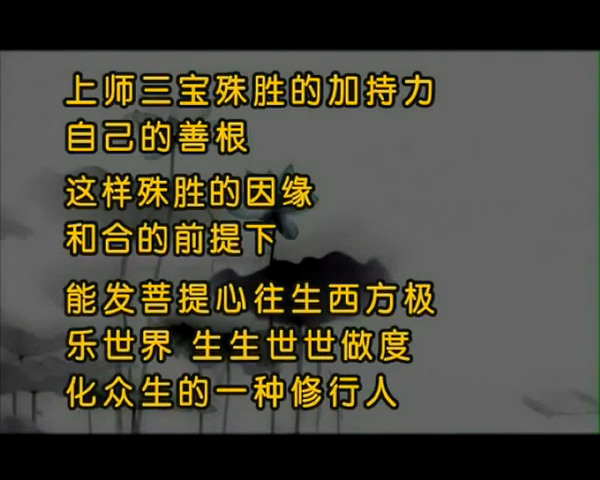 上师三宝殊胜的加持力
自己的善根
这样殊胜的因缘
和合的前提下
能发菩提心往生西方极
乐世界 生生世世做度
化众生的一种修行人